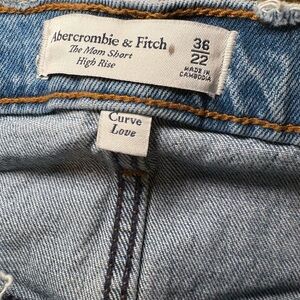 Abercrombie & Fitch
The Mom Short
High Rise
36
22
MADE IN
CAMBODIA
Curve
Love